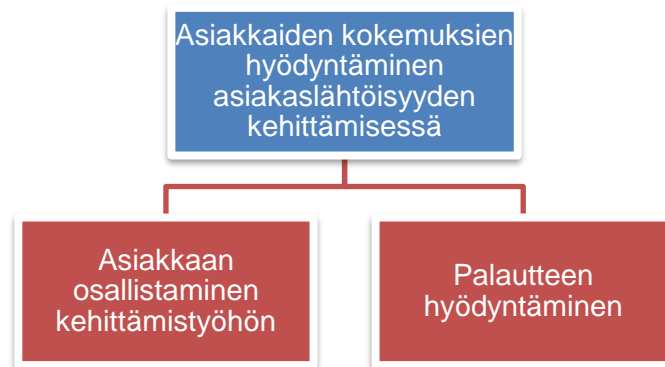 Asiakkaiden kokemuksien
hyödyntäminen
asiakaslähtöisyyden
kehittämisessä
Asiakkaan
osallistaminen
kehittämistyöhön
Palautteen
hyödyntäminen